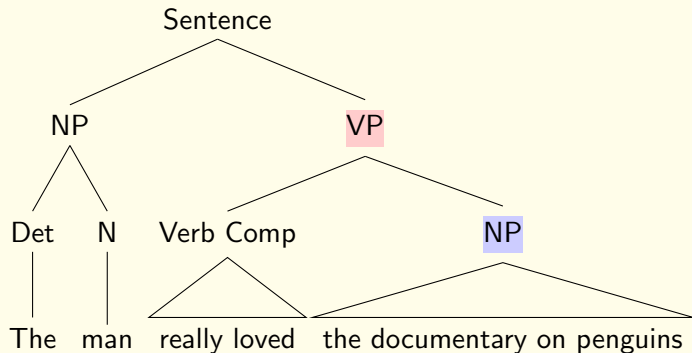 Sentence
NP VP
Det N Verb Comp NP
The man really loved the documentary on penguins